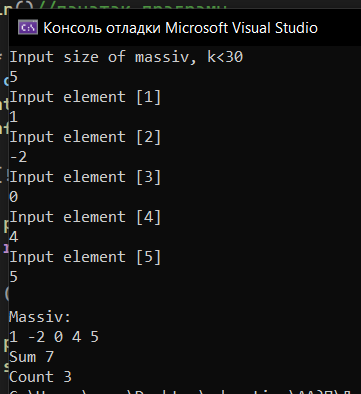 Консоль отладки Microsoft Visual Studio
Input size of massiv, k<30
5
Input element [1]
1
Input element [2]
-2
Input element [3]
0
Input element [4]
4
Input element [5]
5
Massiv:
1 -2 0 4 5
Sum 7
Count 3